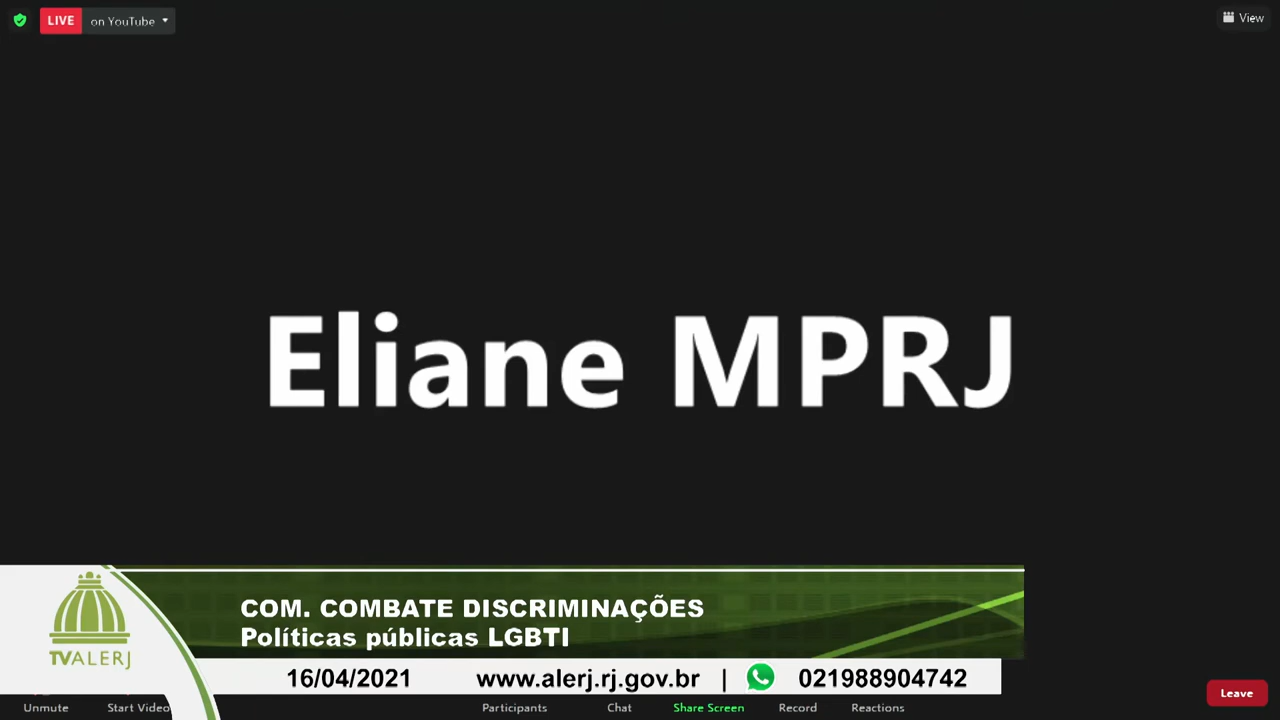 LIVE on YouTube
View
Eliane MPRJ
COM. COMBATE DISCRIMINAÇÕES
Políticas públicas LGBTI
TVALERJ
16/04/2021 www.alerj.rj.gov.br | 021988904742
Unmute Start Video Participants Chat Share Screen Record Reactions Leave